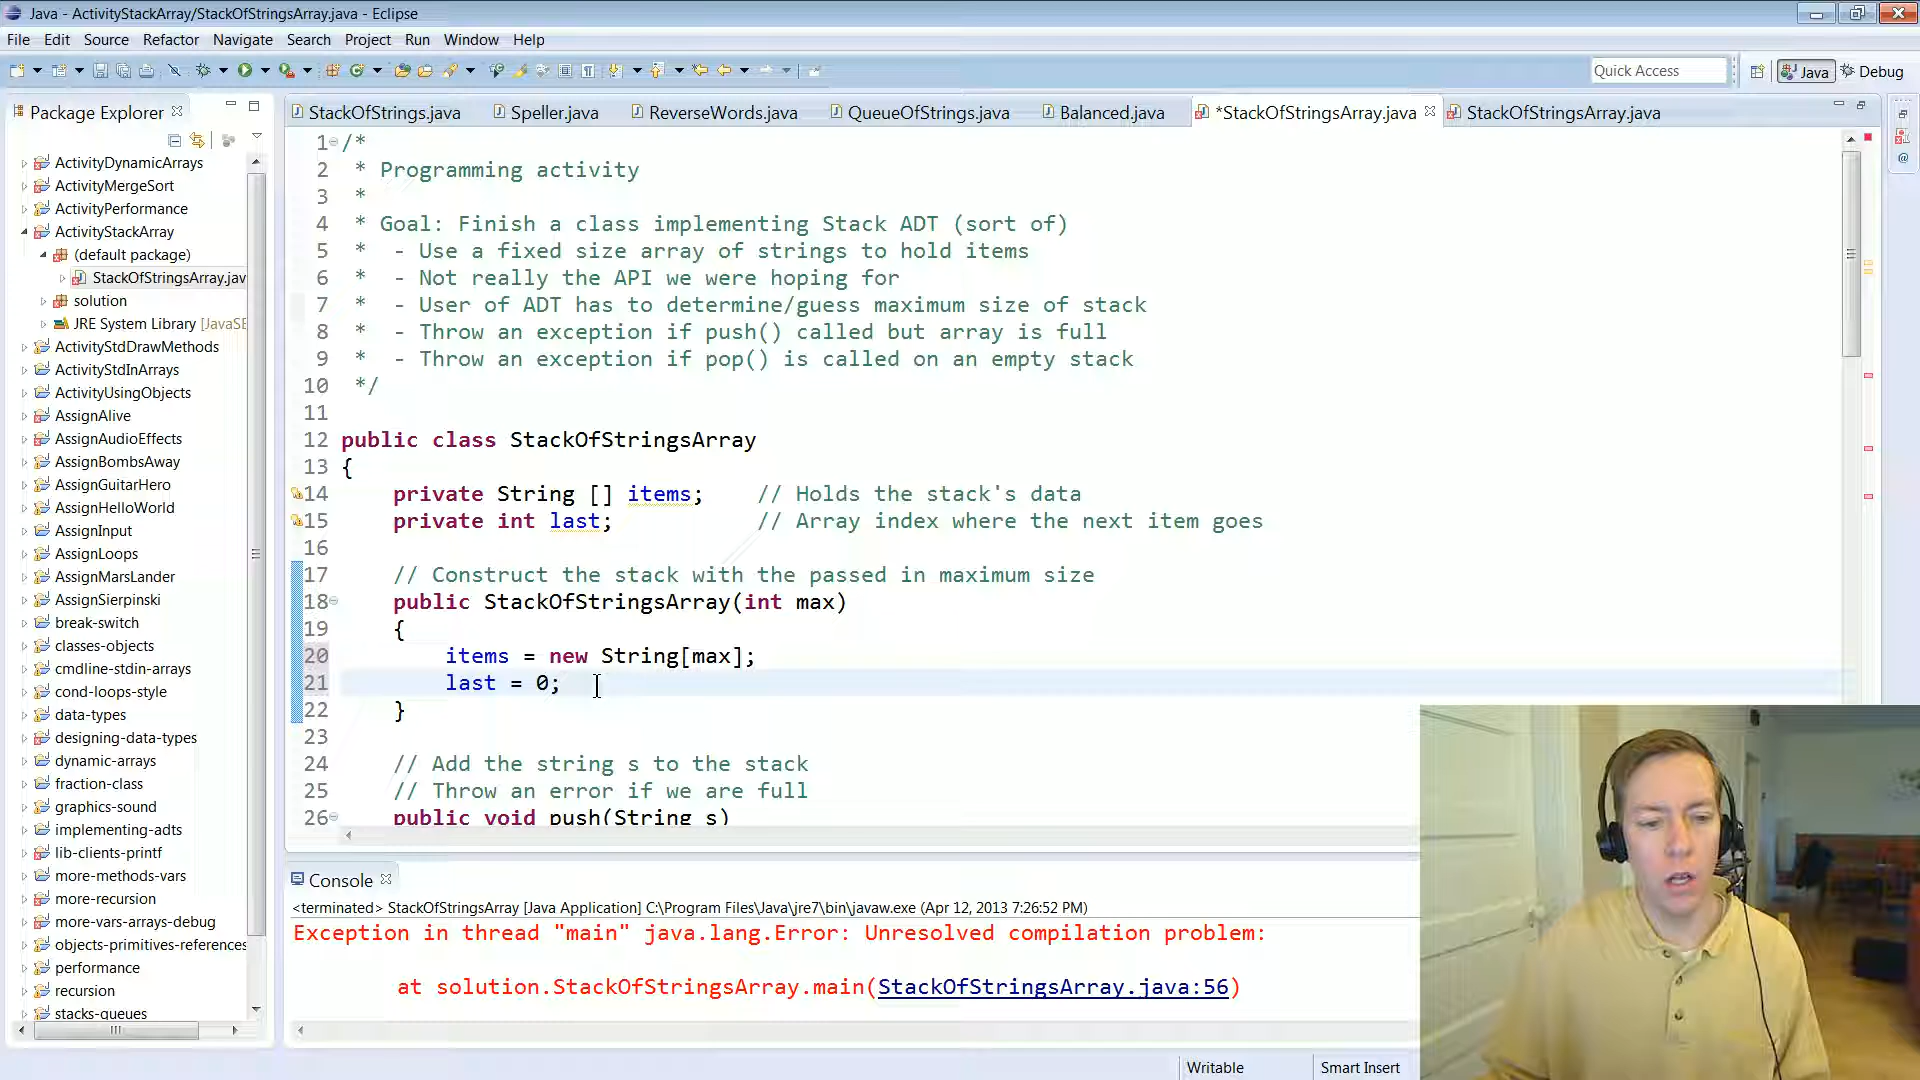 Java - ActivityStackArray/StackOfStringsArray.java - Eclipse
File Edit Source Refactor Navigate Search Project Run Window Help
Quick Access Java Debug
Package Explorer
StackOfStrings.java Speller.java ReverseWords.java QueueOfStrings.java Balanced.java *StackOfStringsArray.java StackOfStringsArray.java
ActivityDynamicArrays
ActivityMergeSort
ActivityPerformance
ActivityStackArray
(default package)
StackOfStringsArray.jav
solution
JRE System Library [JavaSE
ActivityStdDrawMethods
ActivityStdInArrays
ActivityUsingObjects
AssignAlive
AssignAudioEffects
AssignBombsAway
AssignGuitarHero
AssignHelloWorld
AssignInput
AssignLoops
AssignMarsLander
AssignSierpinski
break-switch
classes-objects
cmdline-stdin-arrays
cond-loops-style
data-types
designing-data-types
dynamic-arrays
fraction-class
graphics-sound
implementing-adts
lib-clients-printf
more-methods-vars
more-recursion
more-vars-arrays-debug
objects-primitives-references
performance
recursion
stacks-queues
1 /*
2 * Programming activity
3 *
4 * Goal: Finish a class implementing Stack ADT (sort of)
5 * - Use a fixed size array of strings to hold items
6 * - Not really the API we were hoping for
7 * - User of ADT has to determine/guess maximum size of stack
8 * - Throw an exception if push() called but array is full
9 * - Throw an exception if pop() is called on an empty stack
10 */
11
12 public class StackOfStringsArray
13 {
14 private String [] items; // Holds the stack's data
15 private int last; // Array index where the next item goes
16
17 // Construct the stack with the passed in maximum size
18 public StackOfStringsArray(int max)
19 {
20 items = new String[max];
21 last = 0;
22 }
23
24 // Add the string s to the stack
25 // Throw an error if we are full
26 public void push(String s)
Console
<terminated> StackOfStringsArray [Java Application] C:\Program Files\Java\jre7\bin\javaw.exe (Apr 12, 2013 7:26:52 PM)
Exception in thread "main" java.lang.Error: Unresolved compilation problem:
at solution.StackOfStringsArray.main(StackOfStringsArray.java:56)
Writable Smart Insert